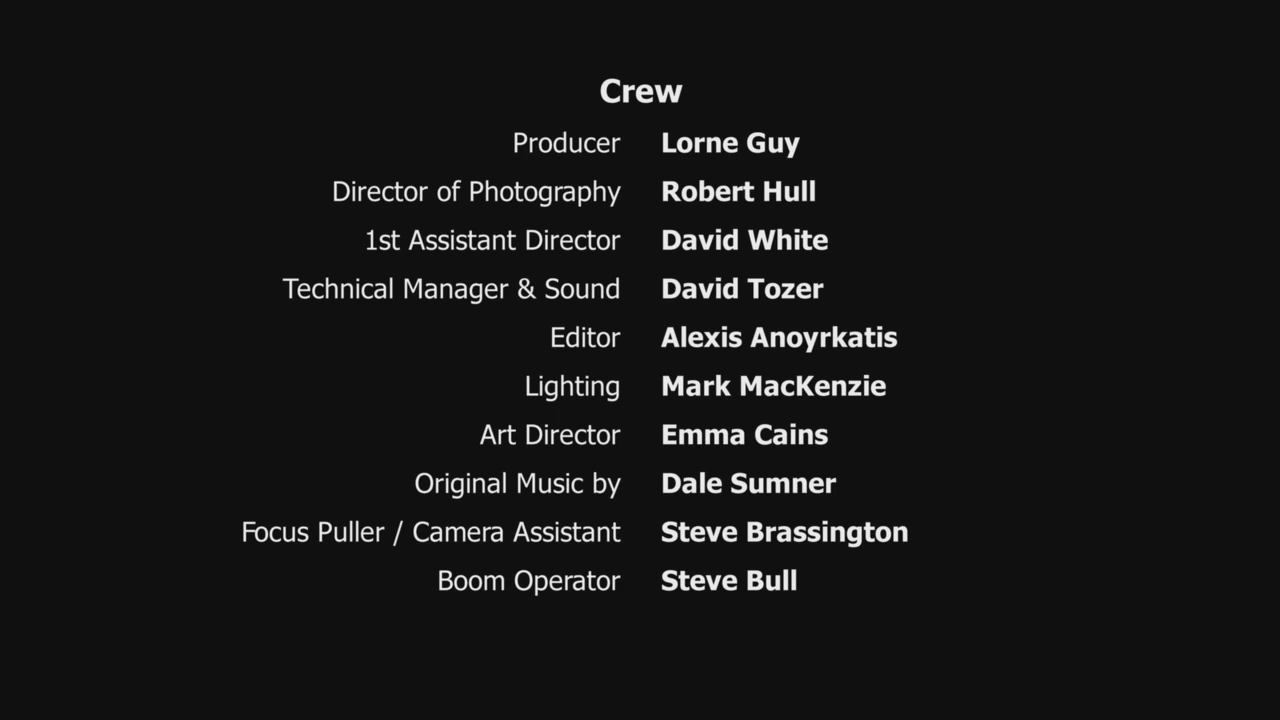 Crew
Producer Lorne Guy
Director of Photography Robert Hull
1st Assistant Director David White
Technical Manager & Sound David Tozer
Editor Alexis Anoyrkatis
Lighting Mark MacKenzie
Art Director Emma Cains
Original Music by Dale Sumner
Focus Puller / Camera Assistant Steve Brassington
Boom Operator Steve Bull